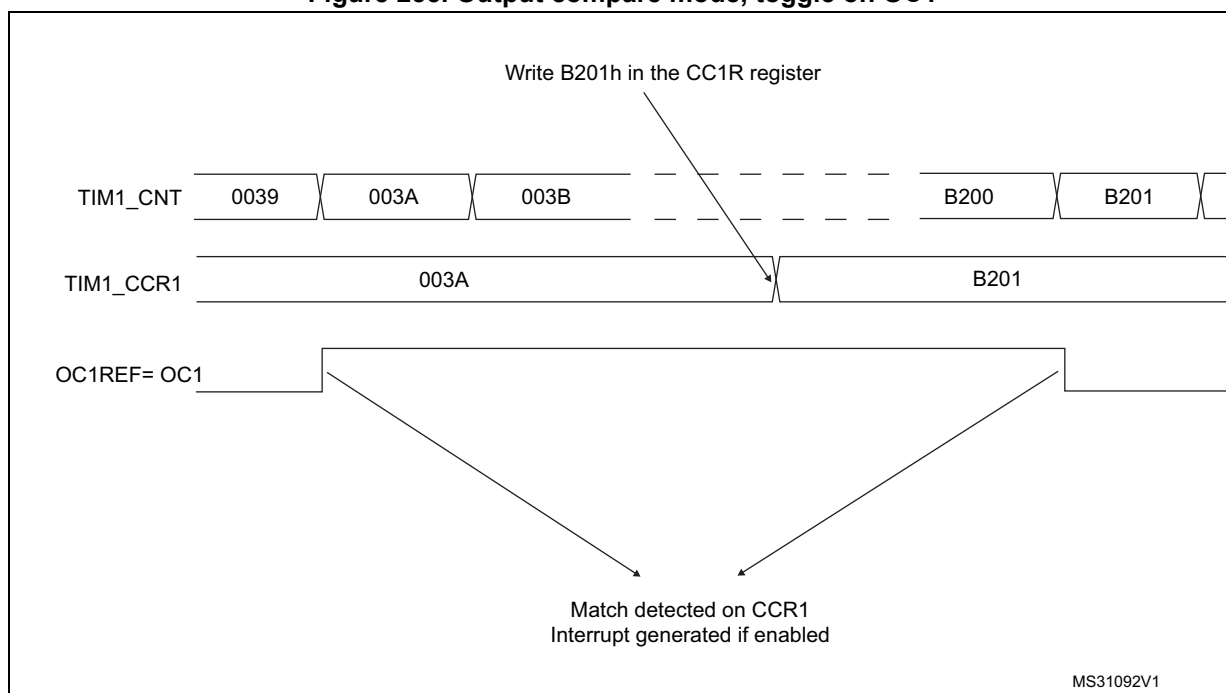 Write B201h in the CC1R register
TIM1_CNT 0039 003A 003B B200 B201
TIM1_CCR1 003A B201
OC1REF= OC1
Match detected on CCR1
Interrupt generated if enabled
MS31092V1